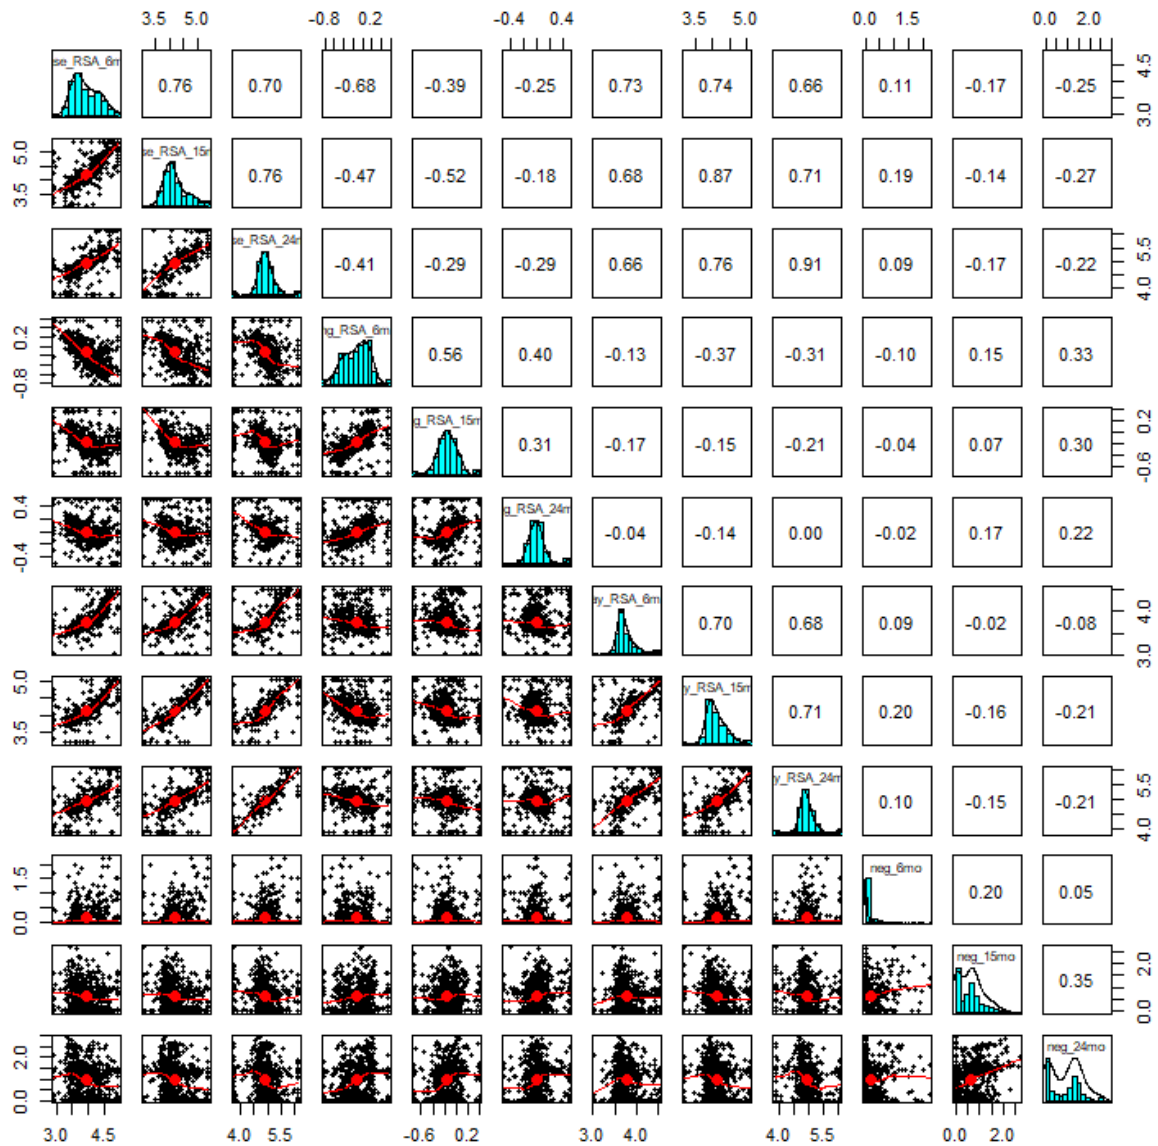 3.5 5.0 -0.8 0.2 -0.4 0.4 3.5 5.0 0.0 1.5 0.0 2.0
se_RSA_6m 0.76 0.70 -0.68 -0.39 -0.25 0.73 0.74 0.66 0.11 -0.17 -0.25 3.0 4.5
3.5 5.0 se_RSA_15m 0.76 -0.47 -0.52 -0.18 0.68 0.87 0.71 0.19 -0.14 -0.27
se_RSA_24m -0.41 -0.29 -0.29 0.66 0.76 0.91 0.09 -0.17 -0.22 4.0 5.5
-0.8 0.2 ng_RSA_6m 0.56 0.40 -0.13 -0.37 -0.31 -0.10 0.15 0.33
g_RSA_15m 0.31 -0.17 -0.15 -0.21 -0.04 0.07 0.30 -0.6 0.2
-0.4 0.4 g_RSA_24m -0.04 -0.14 0.00 -0.02 0.17 0.22
ay_RSA_6m 0.70 0.68 0.09 -0.02 -0.08 3.0 4.0
3.5 5.0 y_RSA_15m 0.71 0.20 -0.16 -0.21
y_RSA_24m 0.10 -0.15 -0.21 4.0 5.5
0.0 1.5 neg_6mo 0.20 0.05
neg_15mo 0.35 0.0 2.0
0.0 2.0 neg_24mo
3.0 4.5 4.0 5.5 -0.6 0.2 3.0 4.0 4.0 5.5 0.0 2.0